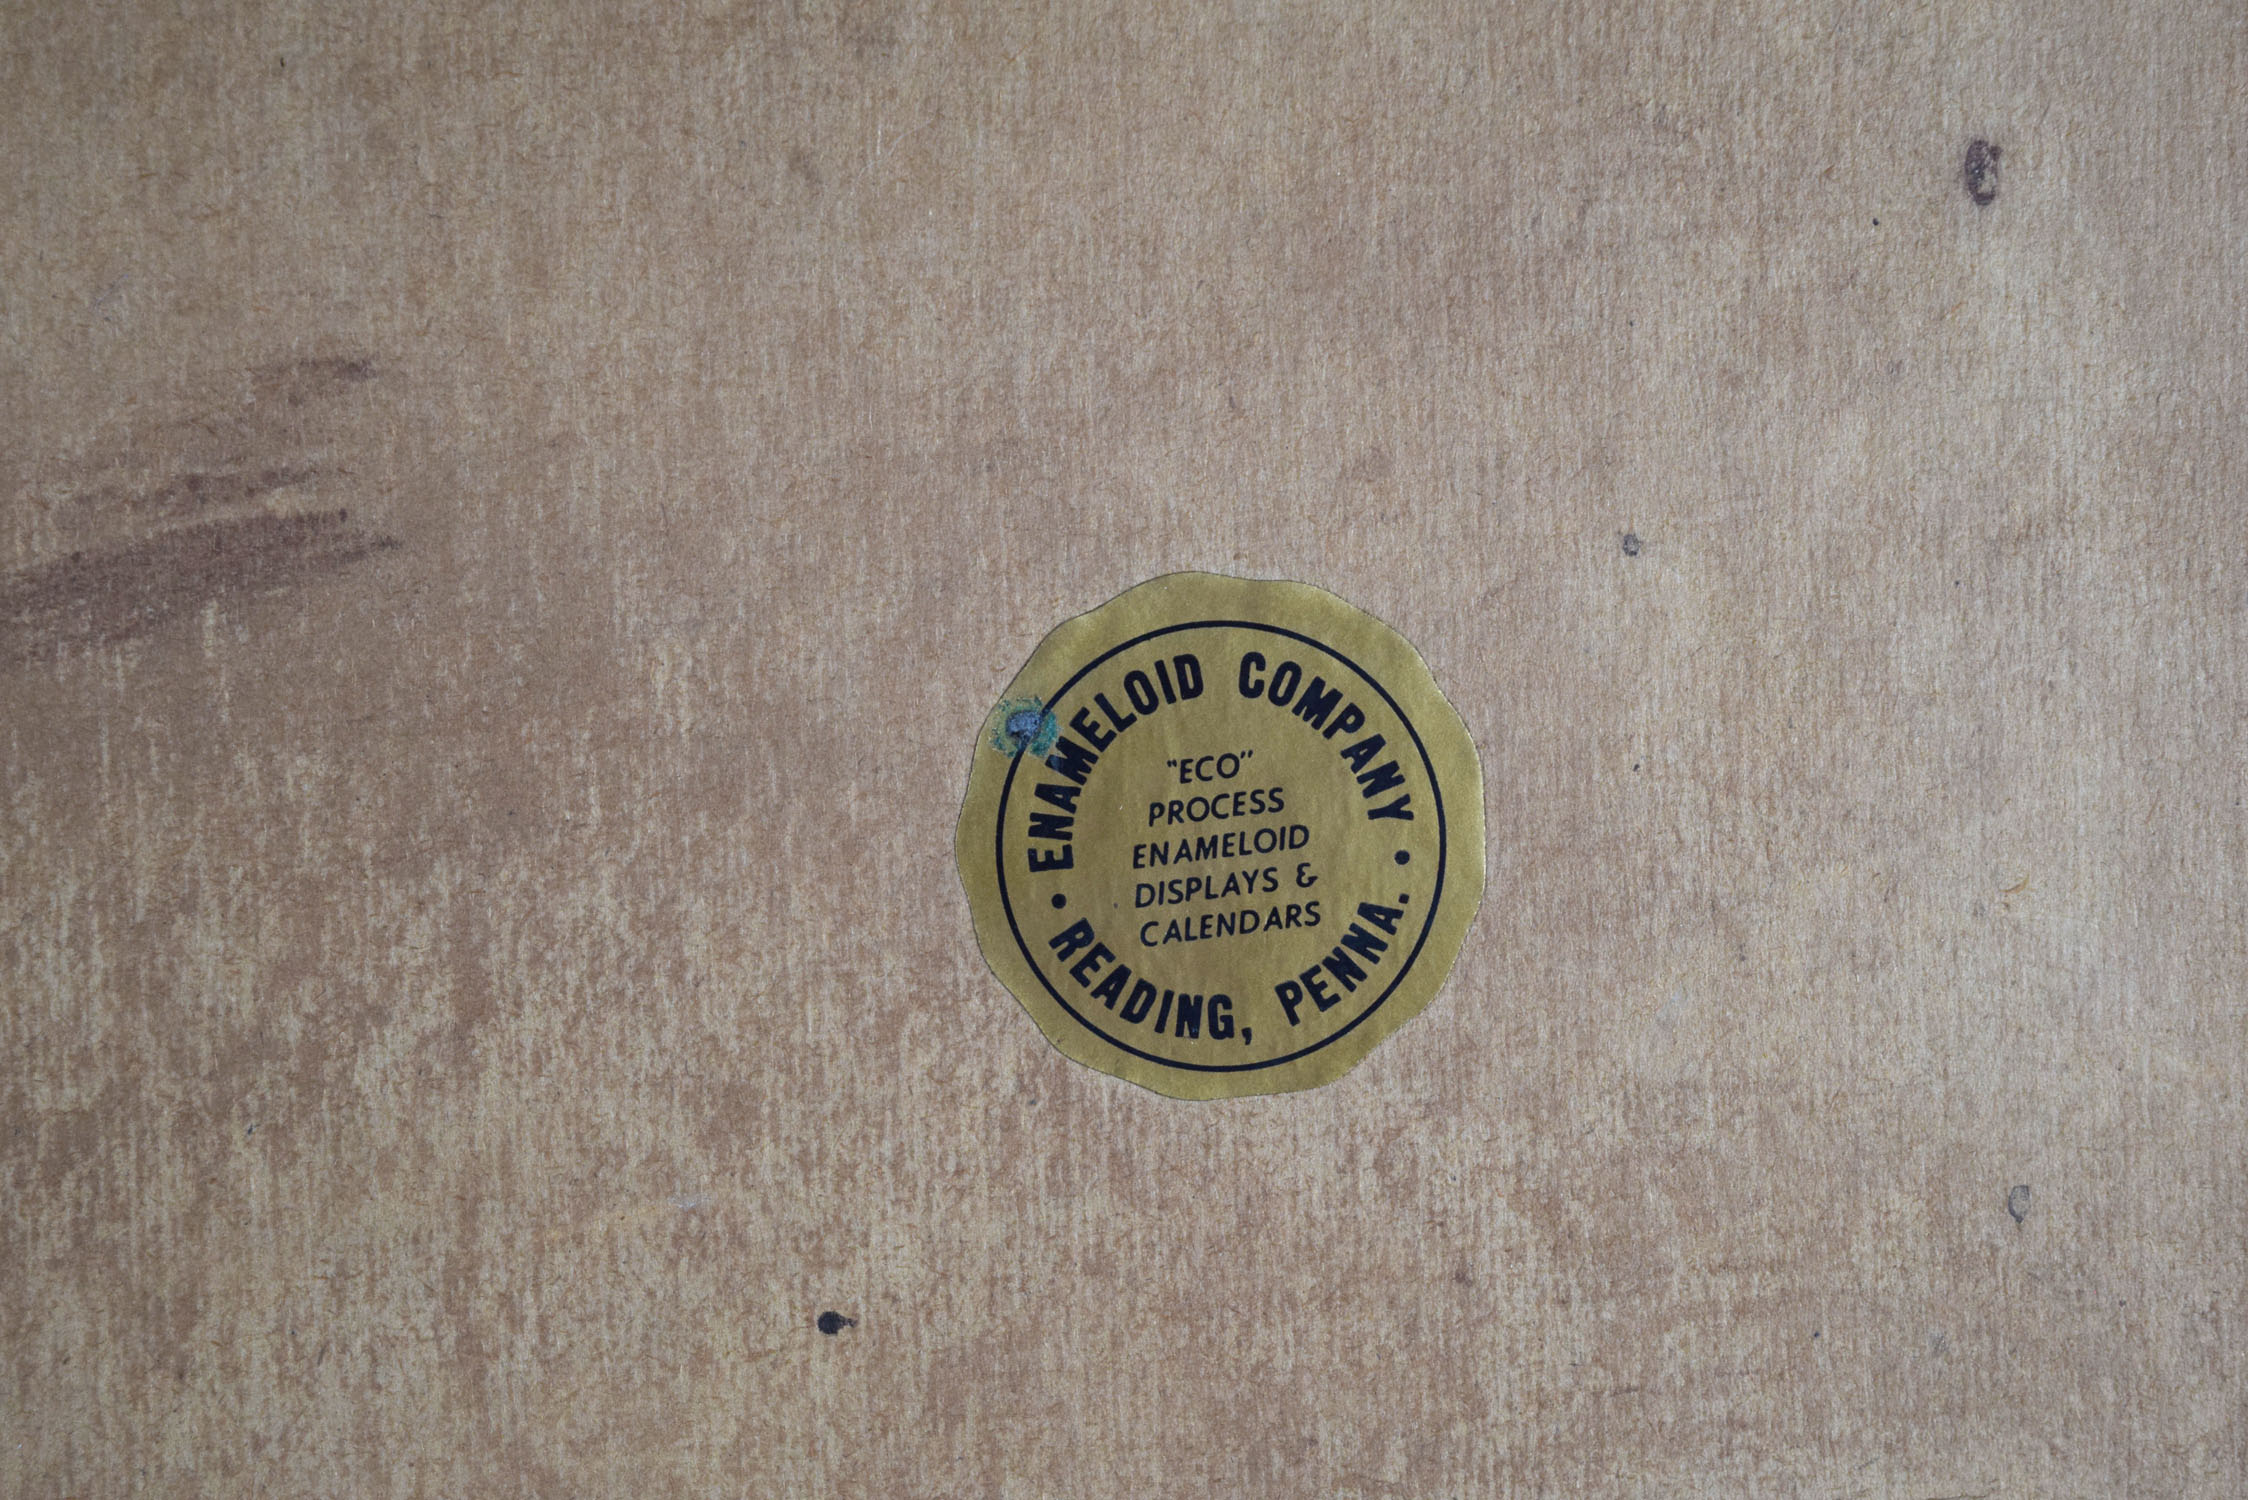 • ENAMELOID COMPANY •
"ECO"
PROCESS
ENAMELOID
DISPLAYS &
CALENDARS
READING, PENNA.